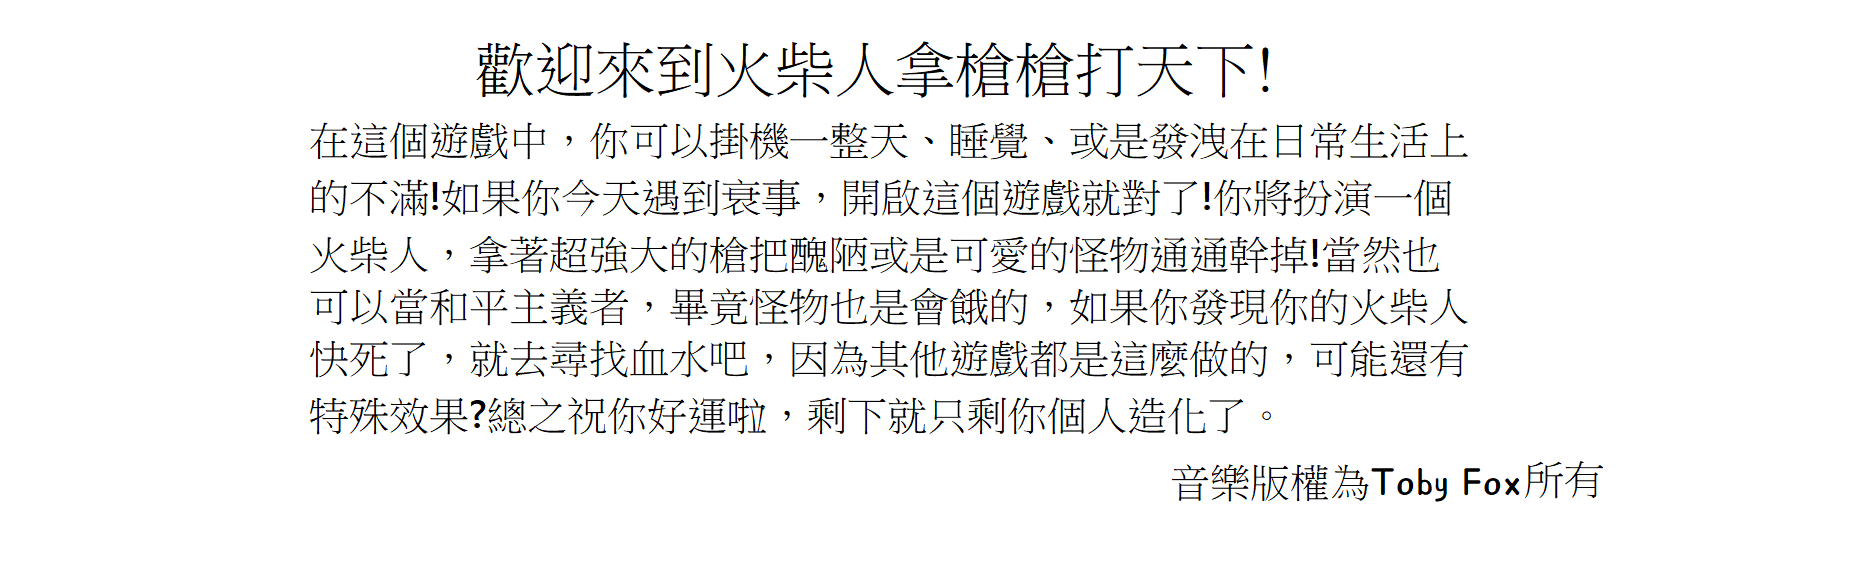 歡迎來到火柴人拿槍槍打天下!
在這個遊戲中，你可以掛機一整天、睡覺、或是發洩在日常生活上
的不滿!如果你今天遇到衰事，開啟這個遊戲就對了!你將扮演一個
火柴人，拿著超強大的槍把醜陋或是可愛的怪物通通幹掉!當然也
可以當和平主義者，畢竟怪物也是會餓的，如果你發現你的火柴人
快死了，就去尋找血水吧，因為其他遊戲都是這麼做的，可能還有
特殊效果?總之祝你好運啦，剩下就只剩你個人造化了。
音樂版權為Toby Fox所有